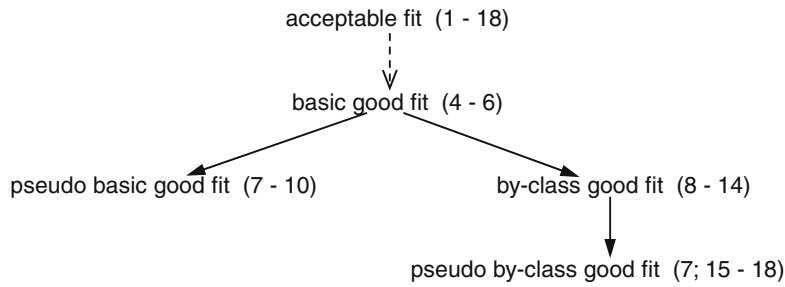 acceptable fit (1 - 18)
basic good fit (4 - 6)
pseudo basic good fit (7 - 10)
by-class good fit (8 - 14)
pseudo by-class good fit (7; 15 - 18)